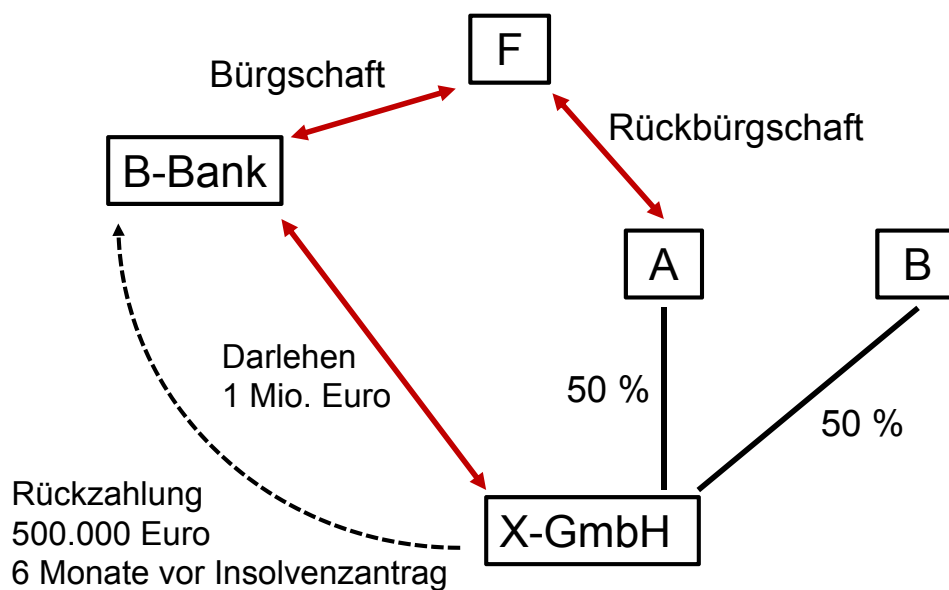 F
Bürgschaft
Rückbürgschaft
B-Bank
A
B
Darlehen
1 Mio. Euro
50 %
50 %
Rückzahlung
500.000 Euro
6 Monate vor Insolvenzantrag
X-GmbH